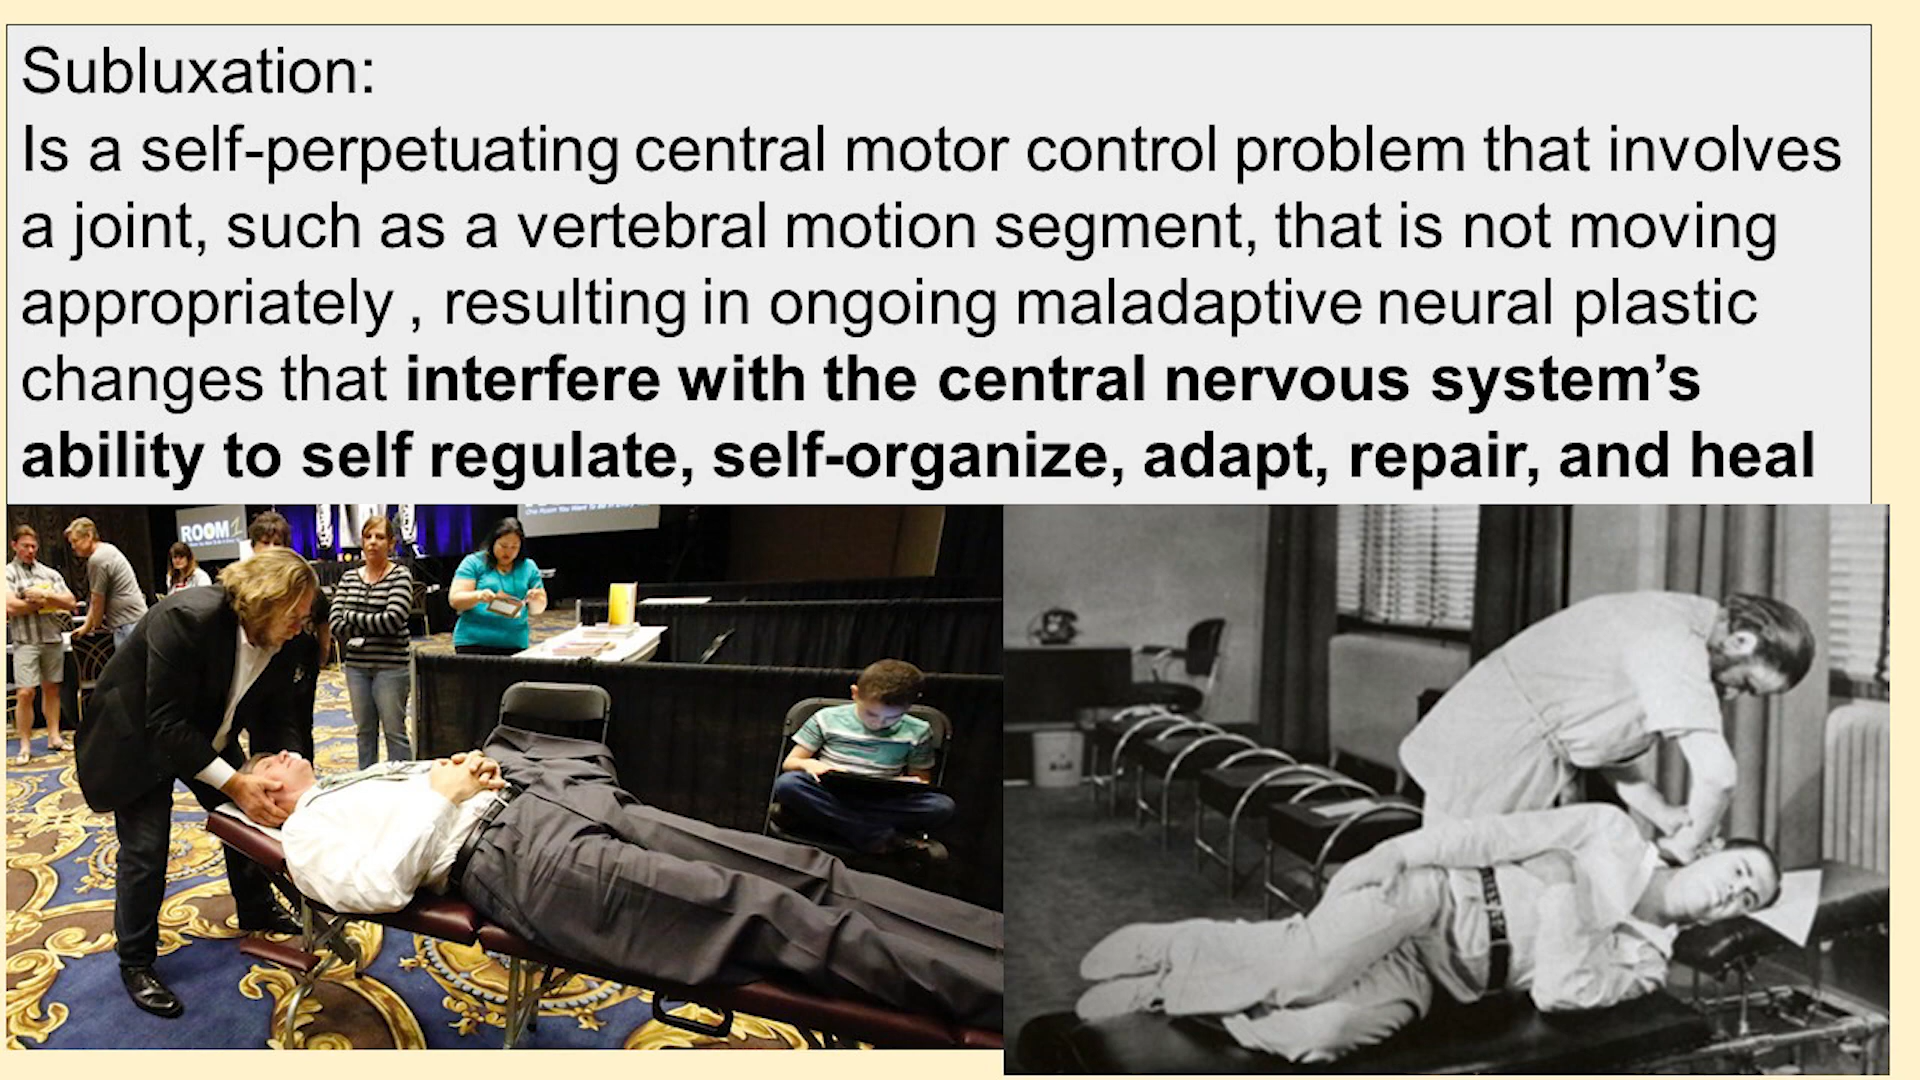 Subluxation:
Is a self-perpetuating central motor control problem that involves
a joint, such as a vertebral motion segment, that is not moving
appropriately , resulting in ongoing maladaptive neural plastic
changes that interfere with the central nervous system’s
ability to self regulate, self-organize, adapt, repair, and heal
ROOM 1